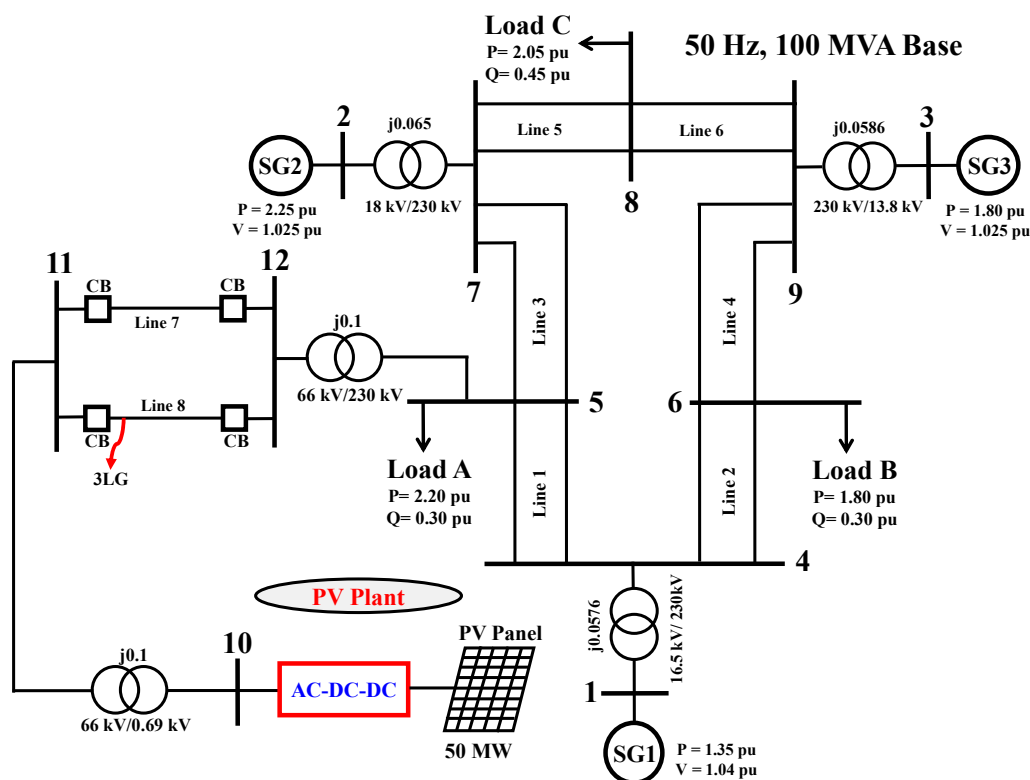 Load C
P= 2.05 pu
Q= 0.45 pu
50 Hz, 100 MVA Base
2
j0.065
SG2
18 kV/230 kV
P = 2.25 pu
V = 1.025 pu
7
Line 5
Line 6
8
j0.0586
3
SG3
230 kV/13.8 kV
P = 1.80 pu
V = 1.025 pu
9
11
CB
CB
12
Line 7
j0.1
66 kV/230 kV
Line 8
CB
CB
3LG
Line 3
Line 4
5
6
Load A
P= 2.20 pu
Q= 0.30 pu
Line 1
Line 2
Load B
P= 1.80 pu
Q= 0.30 pu
4
j0.0576
16.5 kV/ 230kV
1
SG1
P = 1.35 pu
V = 1.04 pu
PV Plant
PV Panel
10
j0.1
AC-DC-DC
66 kV/0.69 kV
50 MW